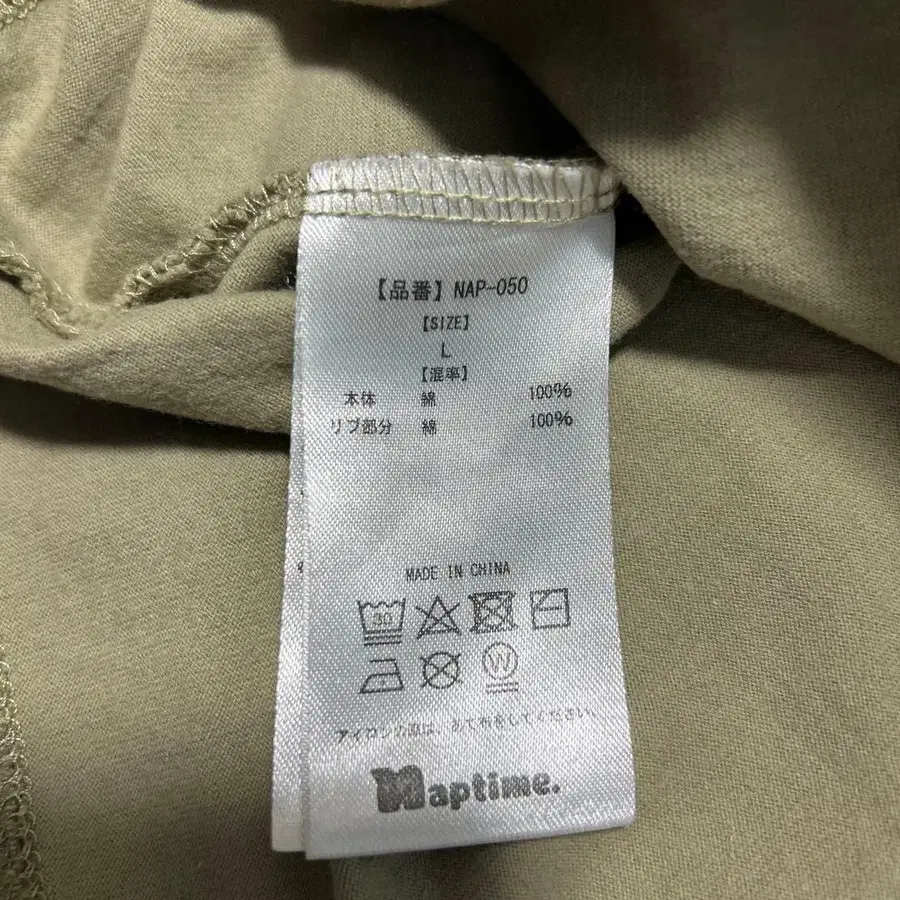 【品番】 NAP-050
【SIZE】
L
【混率】
本体 綿 100%
リブ部分 綿 100%
MADE IN CHINA
30
W
アイロンの際は、あて布をしてください。
Naptime.